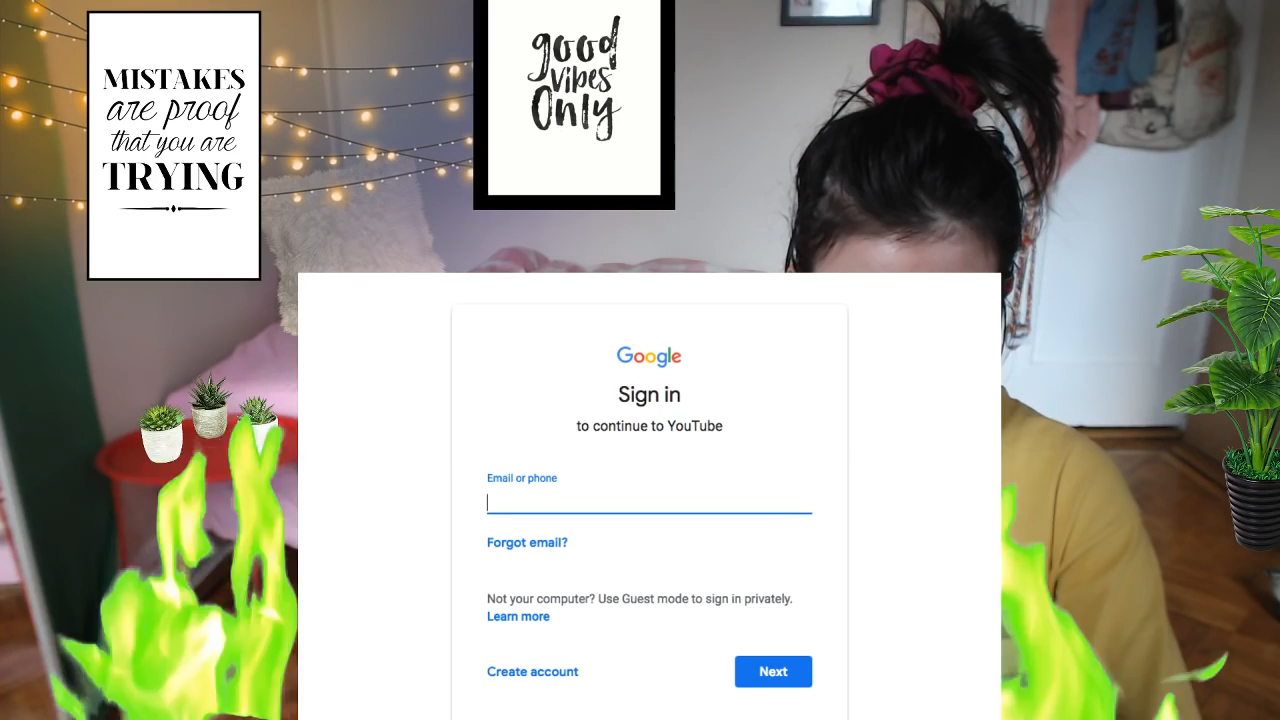 MISTAKES
are proof
that you are
TRYING
good
vibes
Only
Google
Sign in
to continue to YouTube
Email or phone
Forgot email?
Not your computer? Use Guest mode to sign in privately.
Learn more
Create account
Next